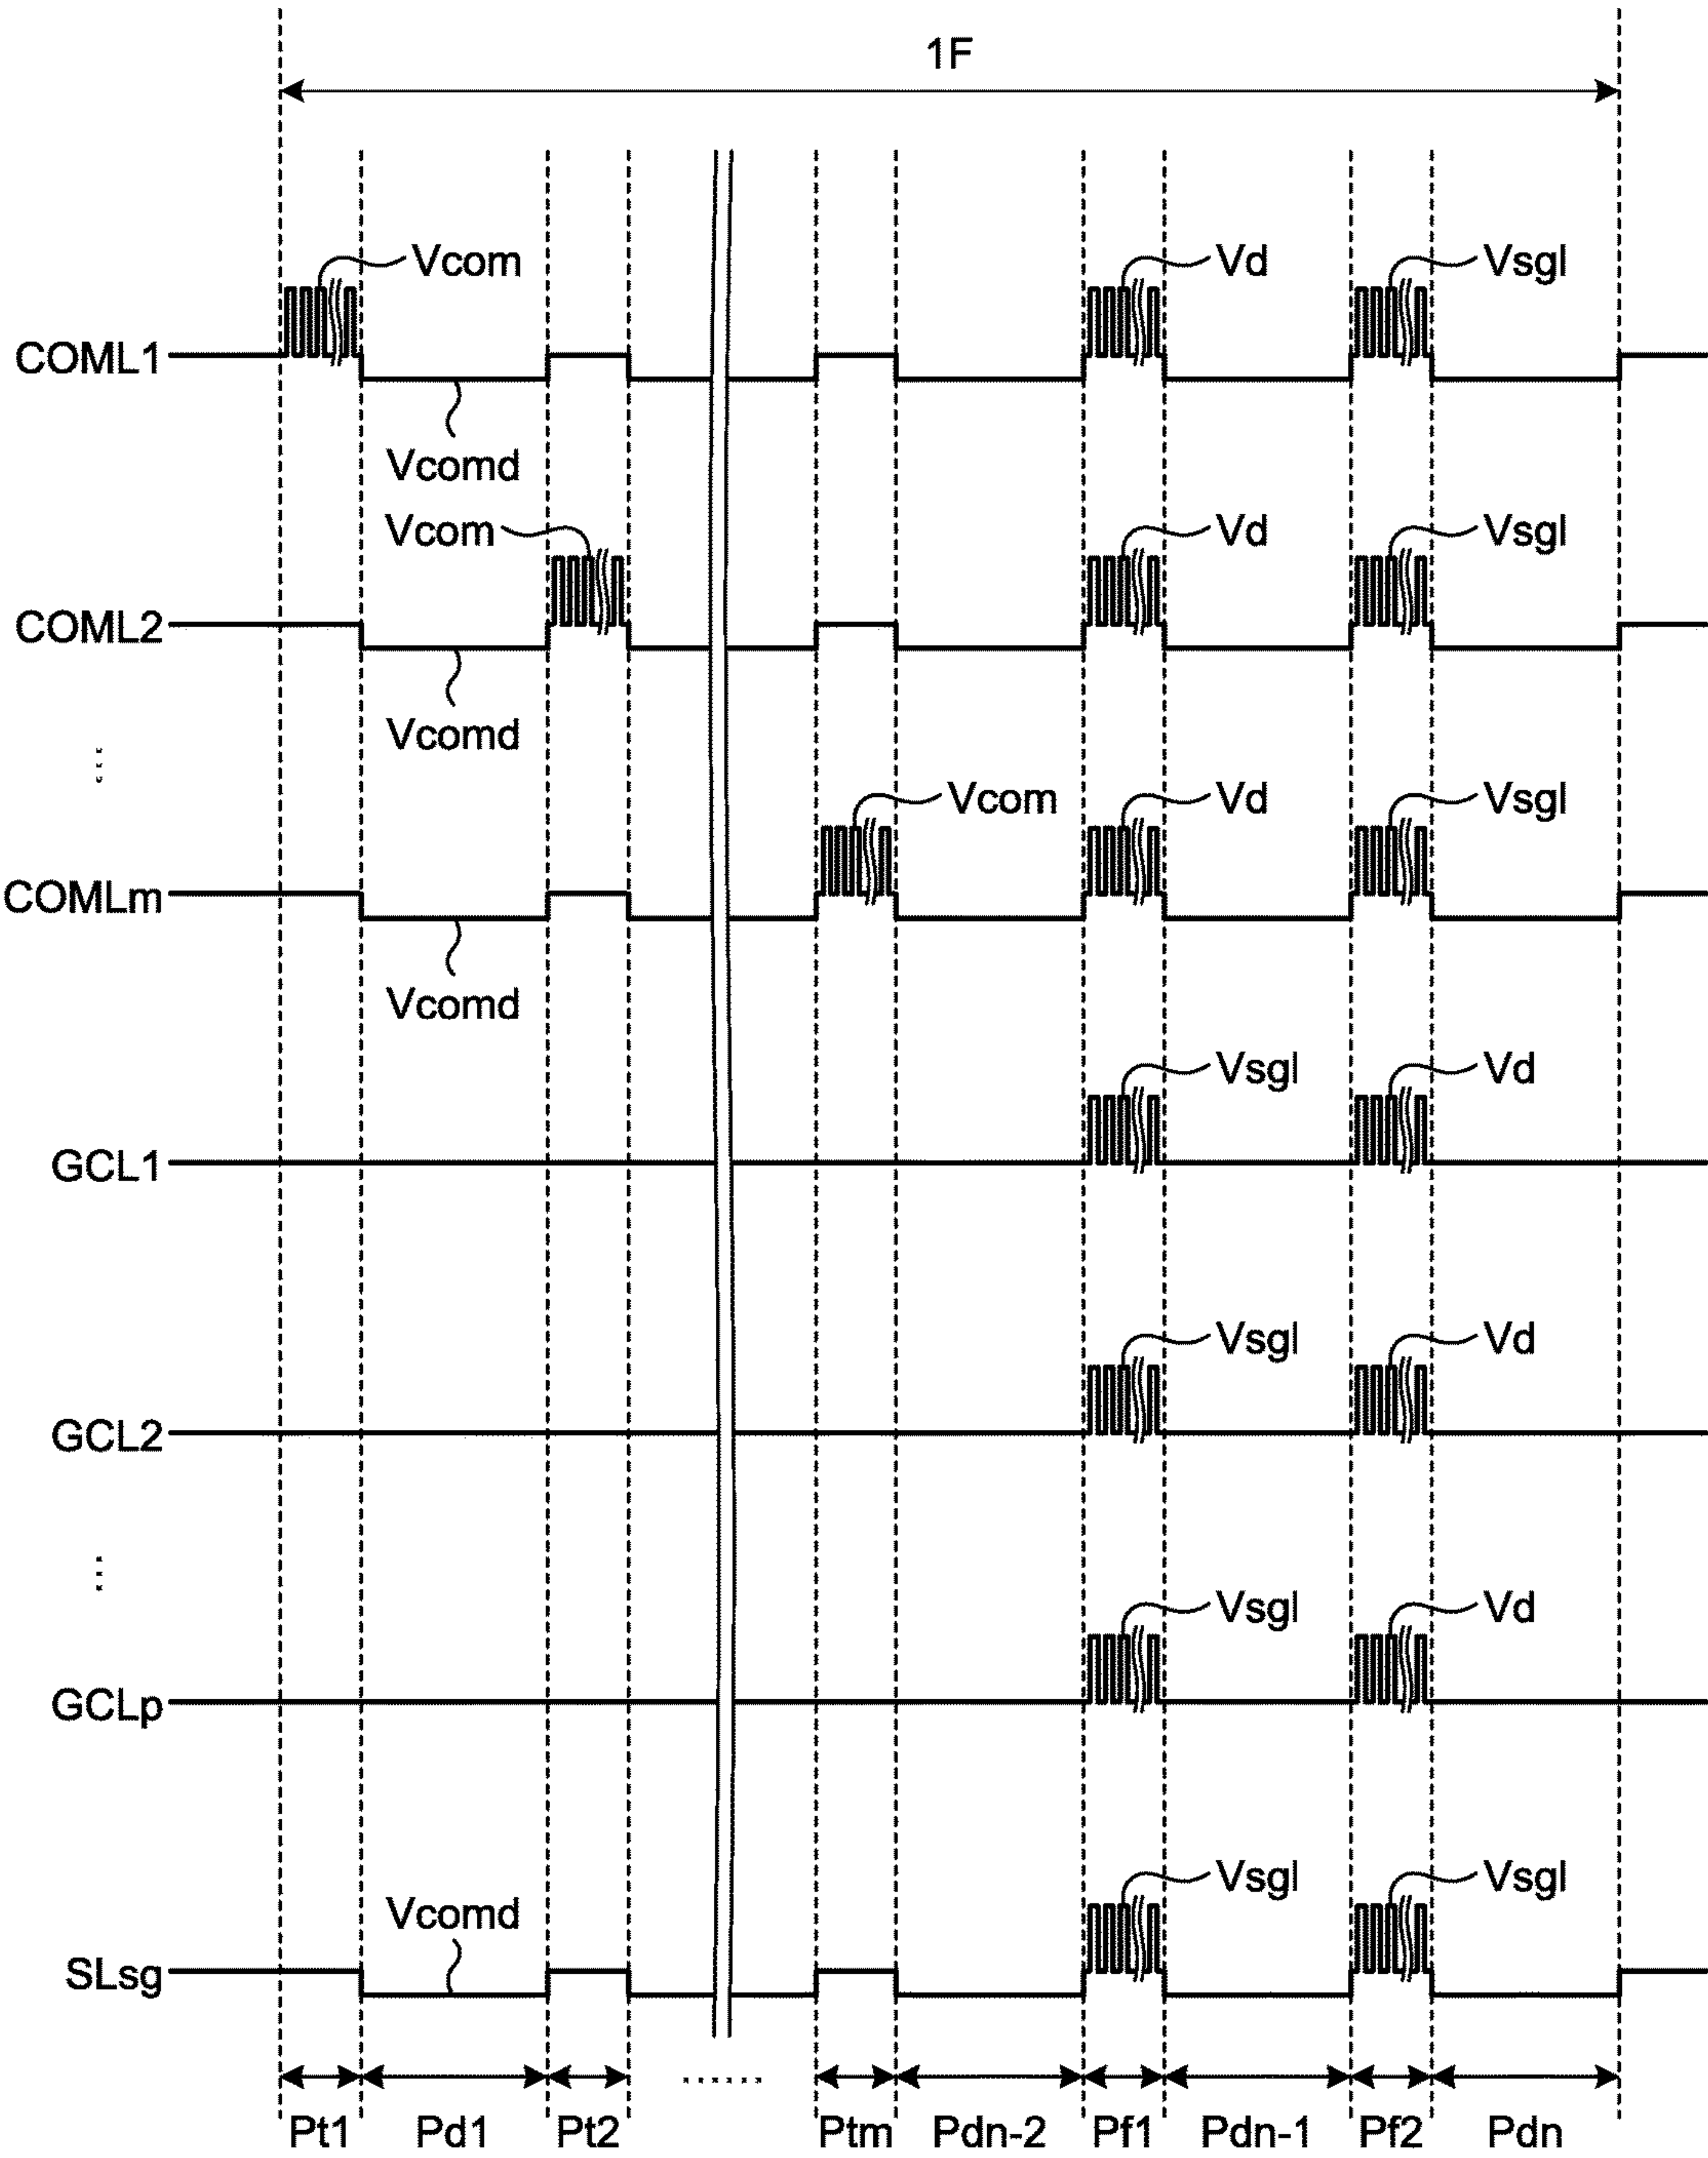 1F
Vcom Vd Vsgl
COML1
Vcomd
Vcom Vd Vsgl
COML2
Vcomd
⋮
Vcom Vd Vsgl
COMLm
Vcomd
Vsgl Vd
GCL1
Vsgl Vd
GCL2
⋮
Vsgl Vd
GCLp
Vsgl Vsgl
Vcomd
SLsg
......
Pt1 Pd1 Pt2 Ptm Pdn-2 Pf1 Pdn-1 Pf2 Pdn